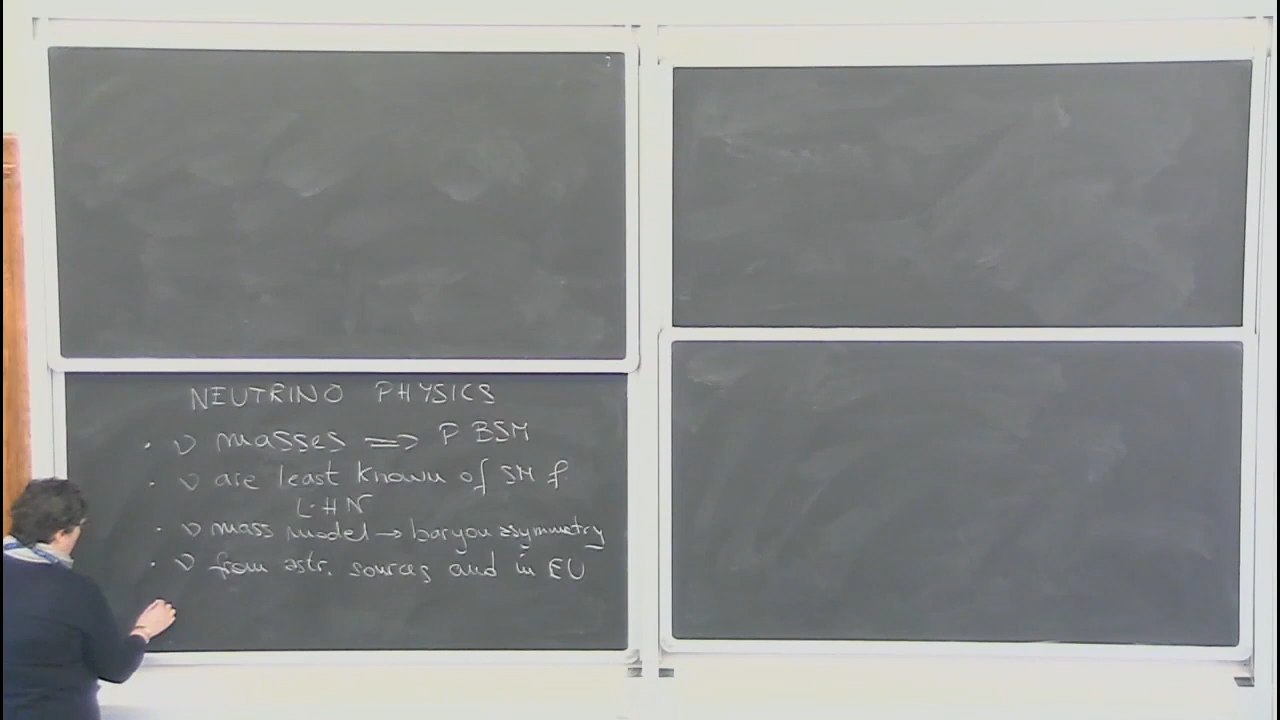 NEUTRINO PHYSICS
· ν masses ⟹ P BSM
· ν are least known of SM f
L·HN
· ν mass model → baryon asymmetry
· ν from astr. sources and in EU